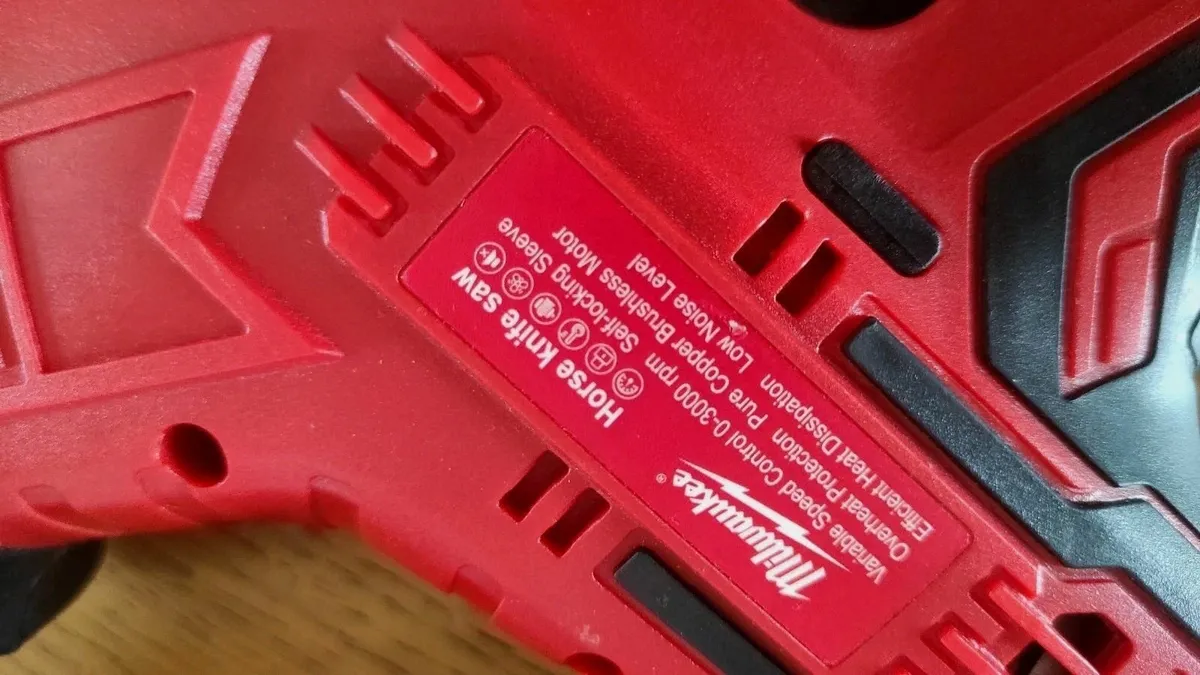 Milwaukee®
Horse knife saw
Variable Speed Control 0-3000 rpm Self-locking Sleeve
Overheat Protection Pure Copper Brushless Motor
Efficient Heat Dissipation Low Noise Level